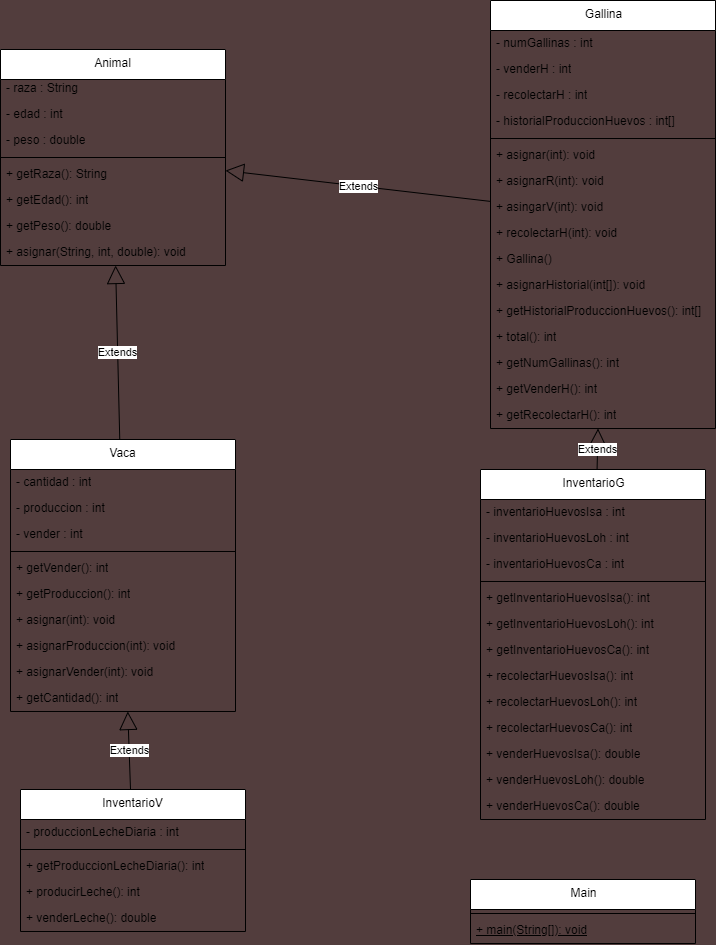 Animal
- raza : String
- edad : int
- peso : double
+ getRaza(): String
+ getEdad(): int
+ getPeso(): double
+ asignar(String, int, double): void
Extends
Gallina
- numGallinas : int
- venderH : int
- recolectarH : int
- historialProduccionHuevos : int[]
+ asignar(int): void
+ asignarR(int): void
+ asingarV(int): void
+ recolectarH(int): void
+ Gallina()
+ asignarHistorial(int[]): void
+ getHistorialProduccionHuevos(): int[]
+ total(): int
+ getNumGallinas(): int
+ getVenderH(): int
+ getRecolectarH(): int
Extends
Vaca
- cantidad : int
- produccion : int
- vender : int
+ getVender(): int
+ getProduccion(): int
+ asignar(int): void
+ asignarProduccion(int): void
+ asignarVender(int): void
+ getCantidad(): int
Extends
InventarioG
- inventarioHuevosIsa : int
- inventarioHuevosLoh : int
- inventarioHuevosCa : int
+ getInventarioHuevosIsa(): int
+ getInventarioHuevosLoh(): int
+ getInventarioHuevosCa(): int
+ recolectarHuevosIsa(): int
+ recolectarHuevosLoh(): int
+ recolectarHuevosCa(): int
+ venderHuevosIsa(): double
+ venderHuevosLoh(): double
+ venderHuevosCa(): double
Extends
InventarioV
- produccionLecheDiaria : int
+ getProduccionLecheDiaria(): int
+ producirLeche(): int
+ venderLeche(): double
Main
+ main(String[]): void